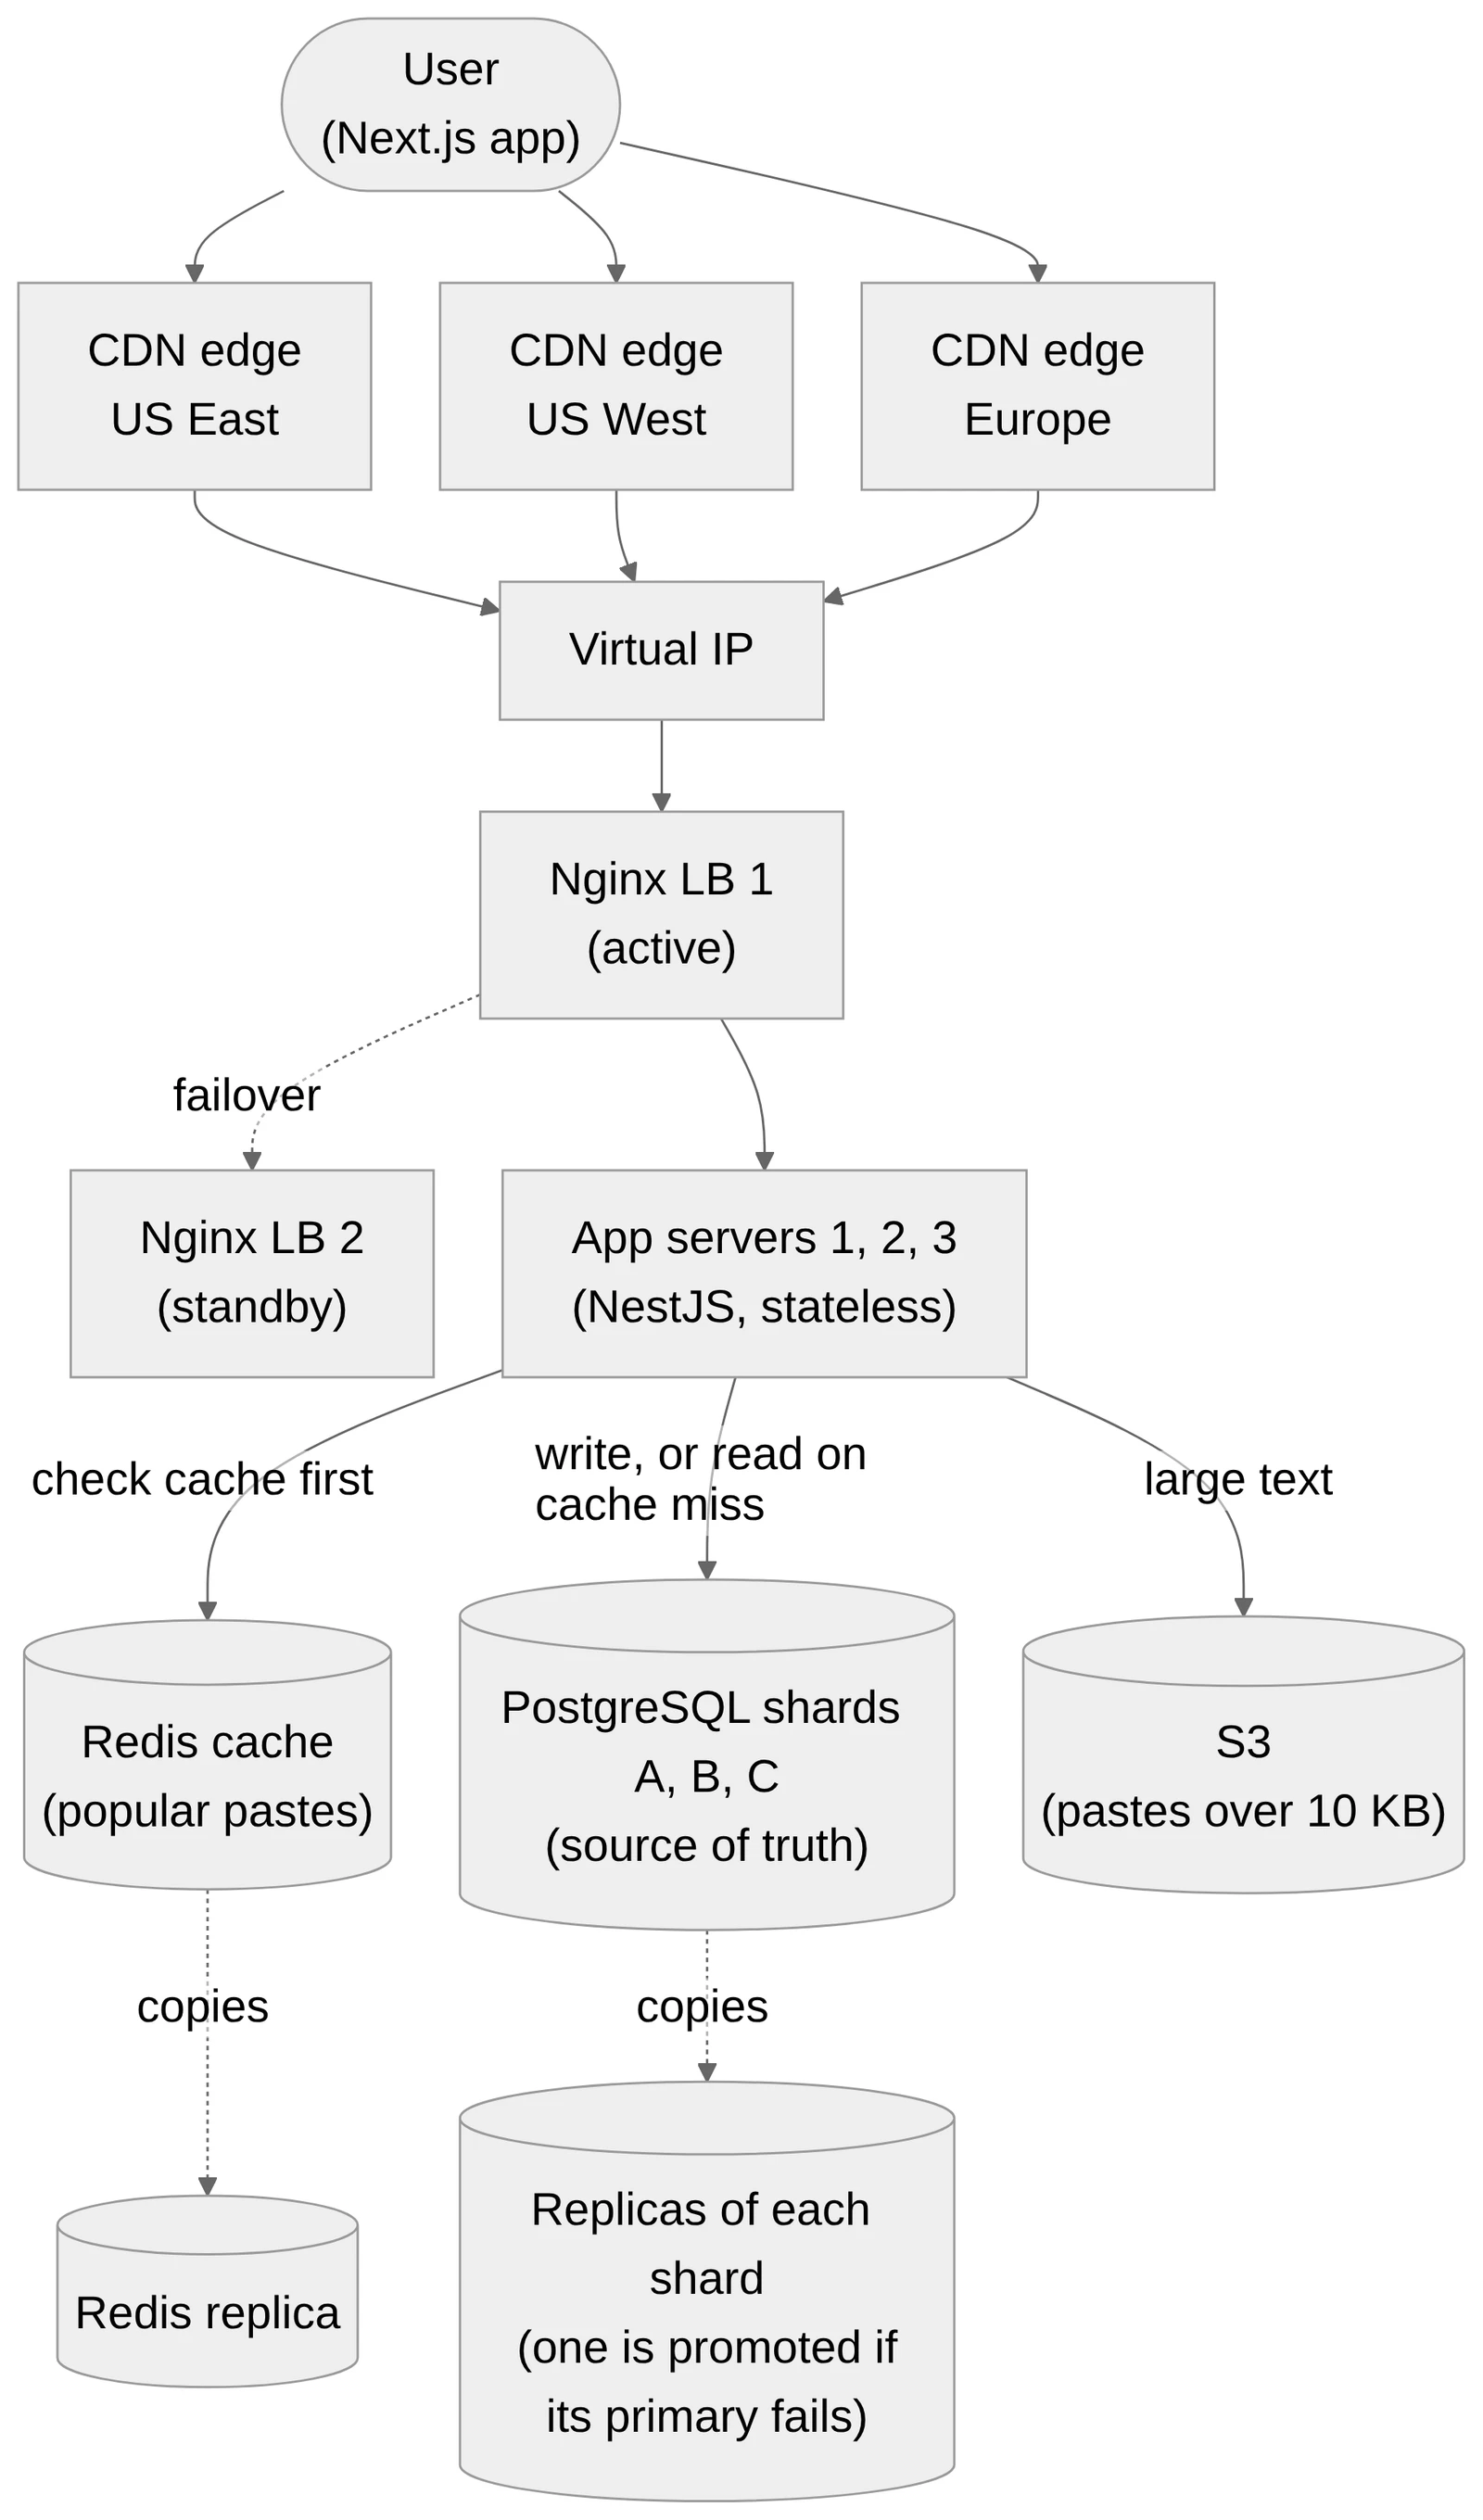 User
(Next.js app)
CDN edge
US East
CDN edge
US West
CDN edge
Europe
Virtual IP
Nginx LB 1
(active)
failover
Nginx LB 2
(standby)
App servers 1, 2, 3
(NestJS, stateless)
check cache first
write, or read on
cache miss
large text
Redis cache
(popular pastes)
PostgreSQL shards
A, B, C
(source of truth)
S3
(pastes over 10 KB)
copies
copies
Redis replica
Replicas of each
shard
(one is promoted if
its primary fails)